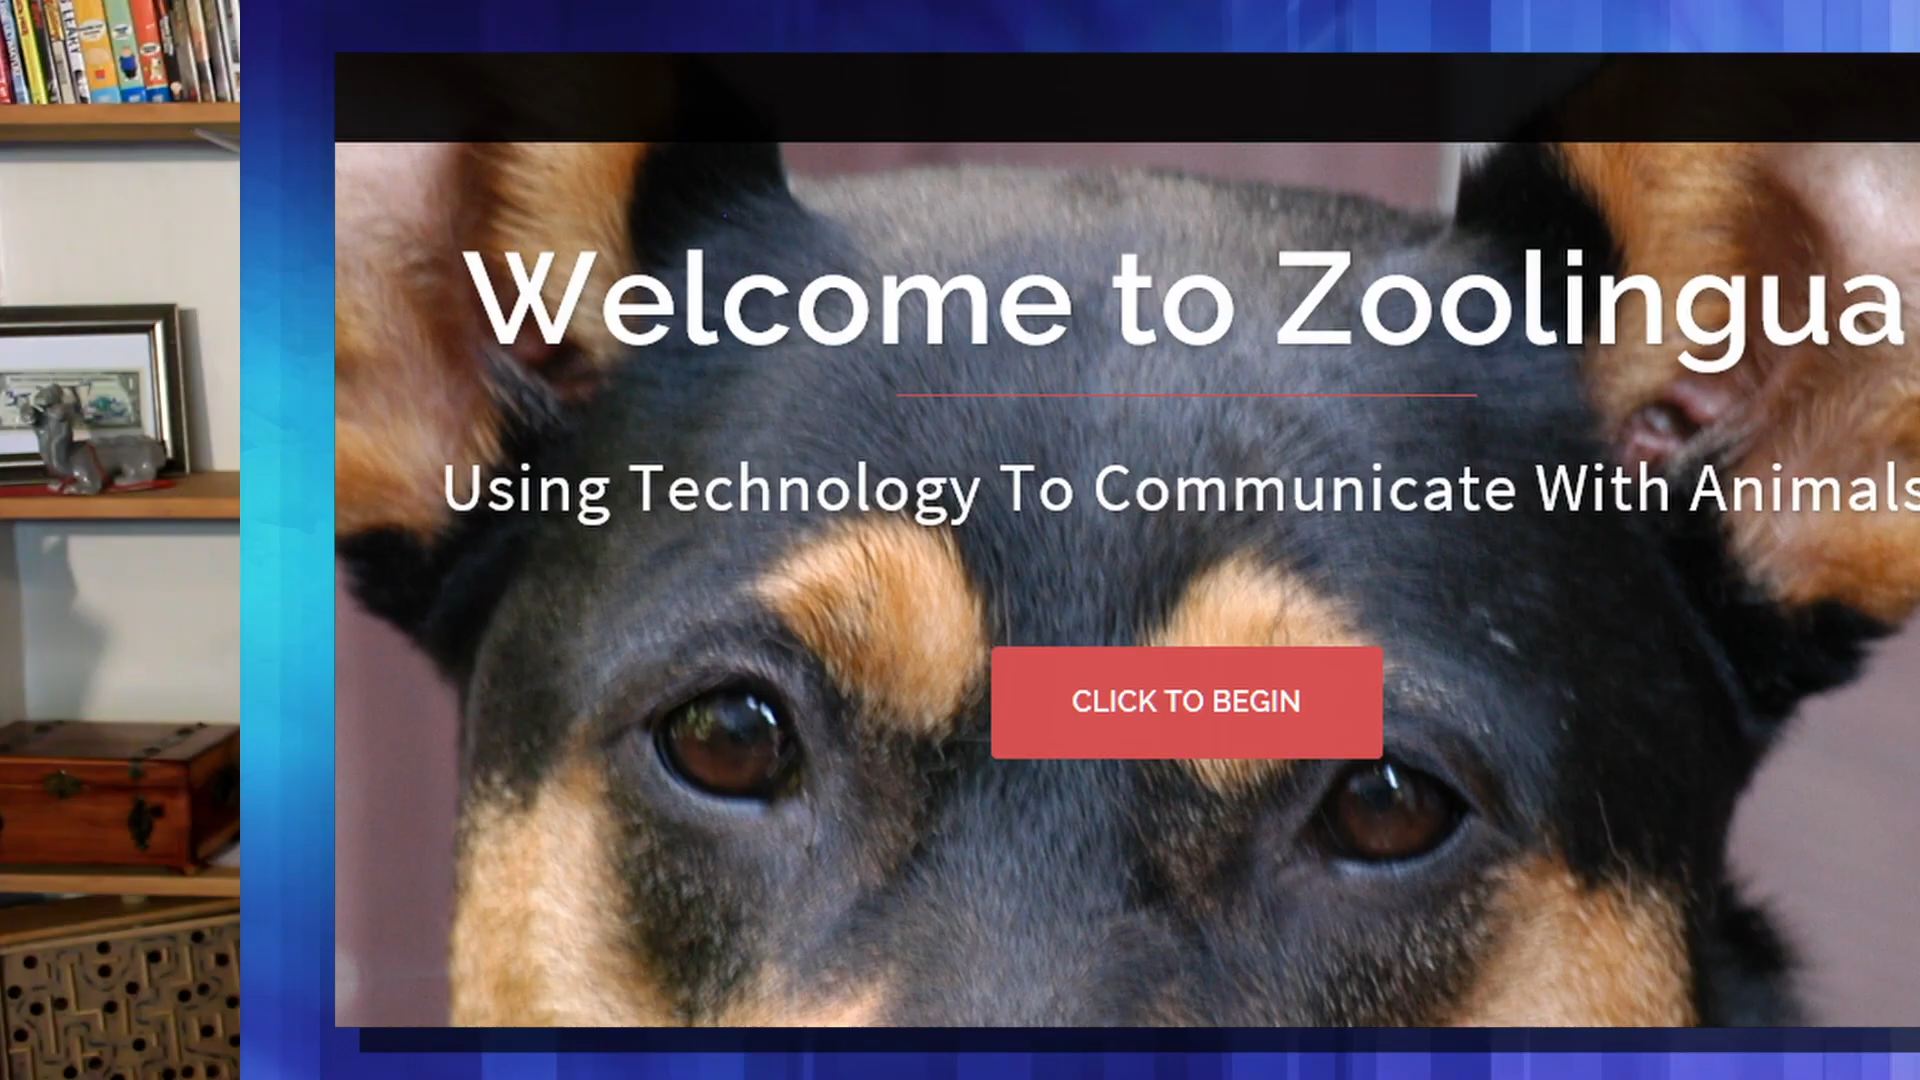 Welcome to Zoolingua
Using Technology To Communicate With Animals
CLICK TO BEGIN